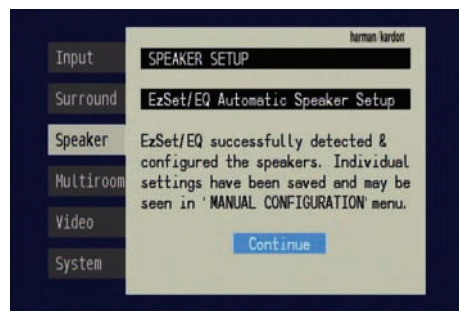 harman/kardon
Input
SPEAKER SETUP
Surround
EzSet/EQ Automatic Speaker Setup
Speaker
EzSet/EQ successfully detected &
configured the speakers. Individual
Multiroom
settings have been saved and may be
seen in 'MANUAL CONFIGURATION' menu.
Video
Continue
System